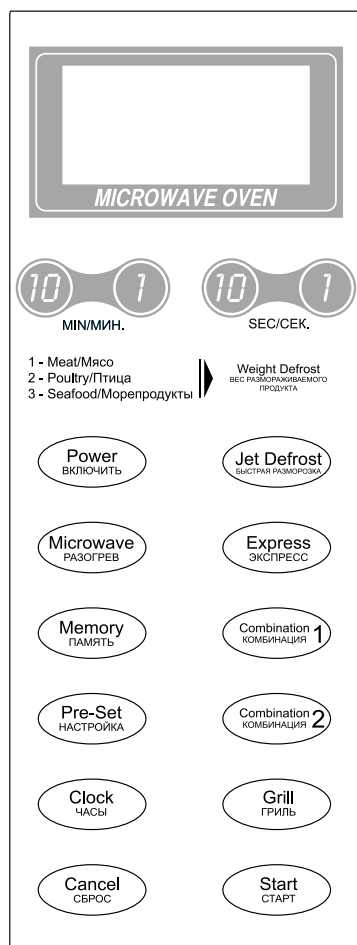 MICROWAVE OVEN
10 1 10 1
MIN/МИН. SEC/СЕК.
1 - Meat/Мясо
2 - Poultry/Птица
3 - Seafood/Морепродукты
Weight Defrost
ВЕС РАЗМОРАЖИВАЕМОГО
ПРОДУКТА
Power
ВКЛЮЧИТЬ
Jet Defrost
БЫСТРАЯ РАЗМОРОЗКА
Microwave
РАЗОГРЕВ
Express
ЭКСПРЕСС
Memory
ПАМЯТЬ
Combination 1
КОМБИНАЦИЯ
Pre-Set
НАСТРОЙКА
Combination 2
КОМБИНАЦИЯ
Clock
ЧАСЫ
Grill
ГРИЛЬ
Cancel
СБРОС
Start
СТАРТ